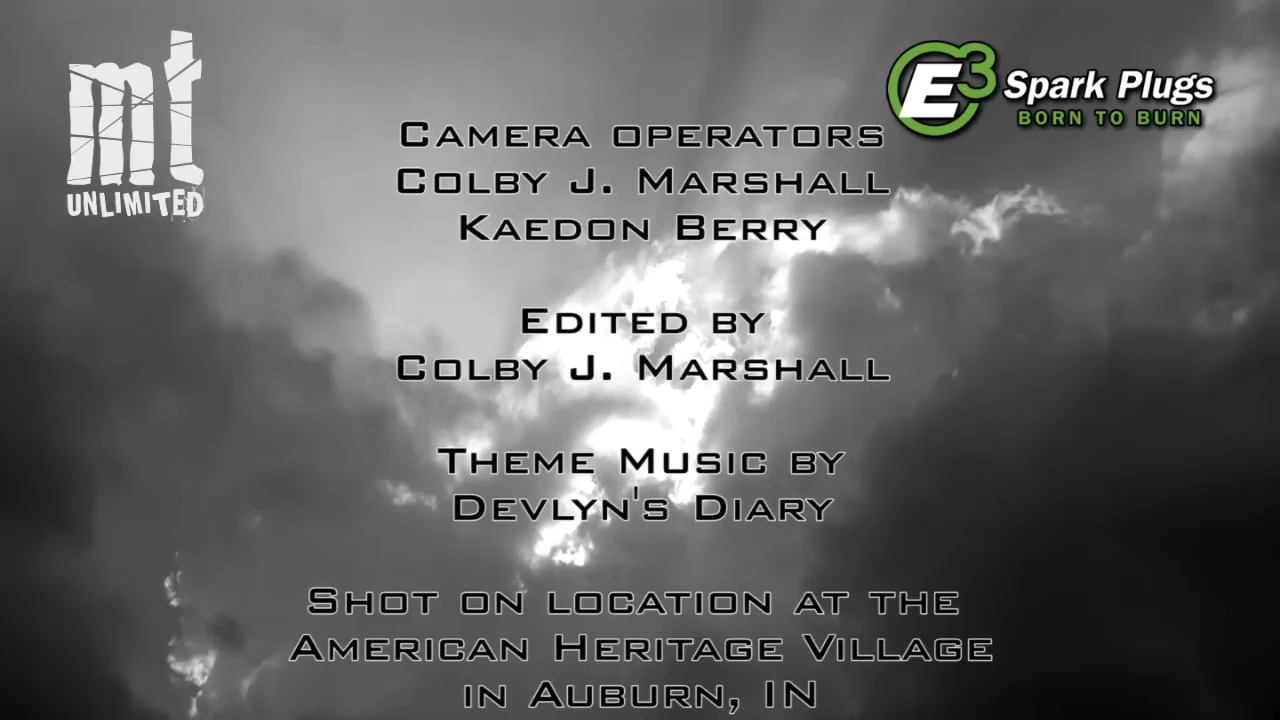 mt
UNLIMITED
E3 Spark Plugs
BORN TO BURN
CAMERA OPERATORS
COLBY J. MARSHALL
KAEDON BERRY
EDITED BY
COLBY J. MARSHALL
THEME MUSIC BY
DEVLYN'S DIARY
SHOT ON LOCATION AT THE
AMERICAN HERITAGE VILLAGE
IN AUBURN, IN